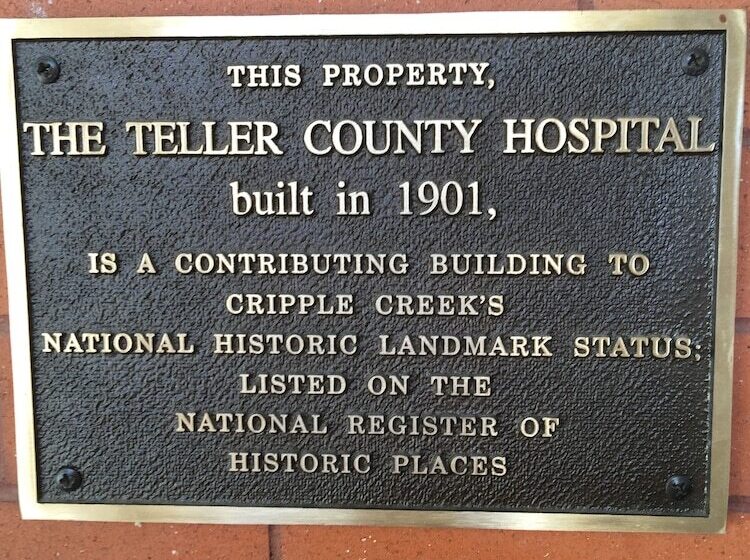 THIS PROPERTY,
THE TELLER COUNTY HOSPITAL
built in 1901,
IS A CONTRIBUTING BUILDING TO
CRIPPLE CREEK'S
NATIONAL HISTORIC LANDMARK STATUS;
LISTED ON THE
NATIONAL REGISTER OF
HISTORIC PLACES